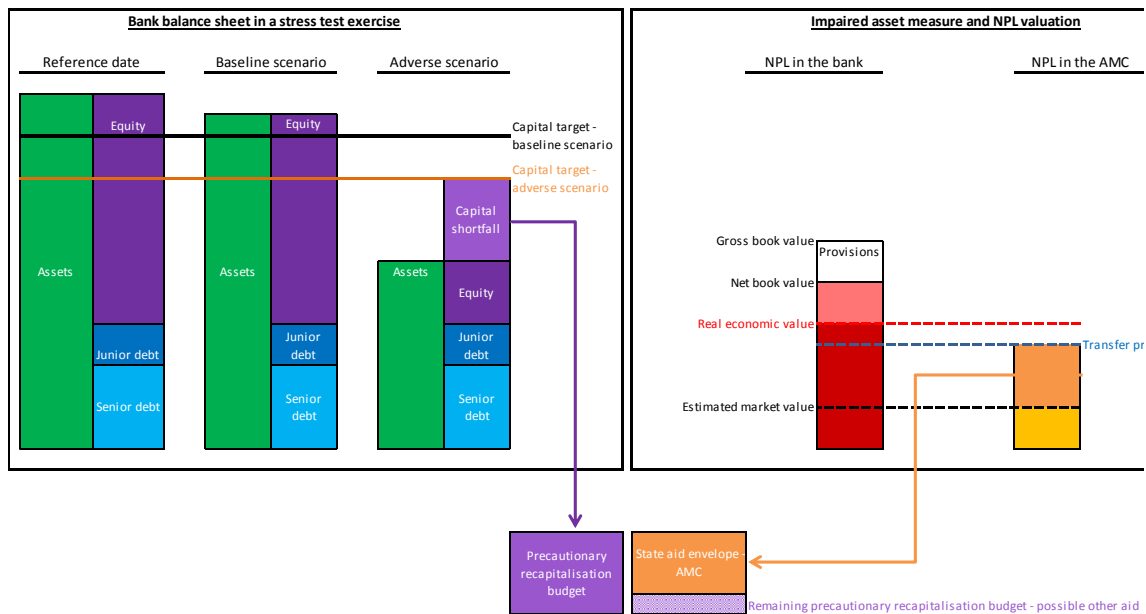 Bank balance sheet in a stress test exercise
Reference date
Baseline scenario
Adverse scenario
Equity
Equity
Capital target -
baseline scenario
Capital target -
adverse scenario
Capital
shortfall
Assets
Assets
Assets
Equity
Junior debt
Junior
debt
Junior
debt
Senior debt
Senior
debt
Senior
debt
Impaired asset measure and NPL valuation
NPL in the bank
NPL in the AMC
Gross book value
Provisions
Net book value
Real economic value
Transfer pr
Estimated market value
Precautionary
recapitalisation
budget
State aid envelope -
AMC
Remaining precautionary recapitalisation budget - possible other aid